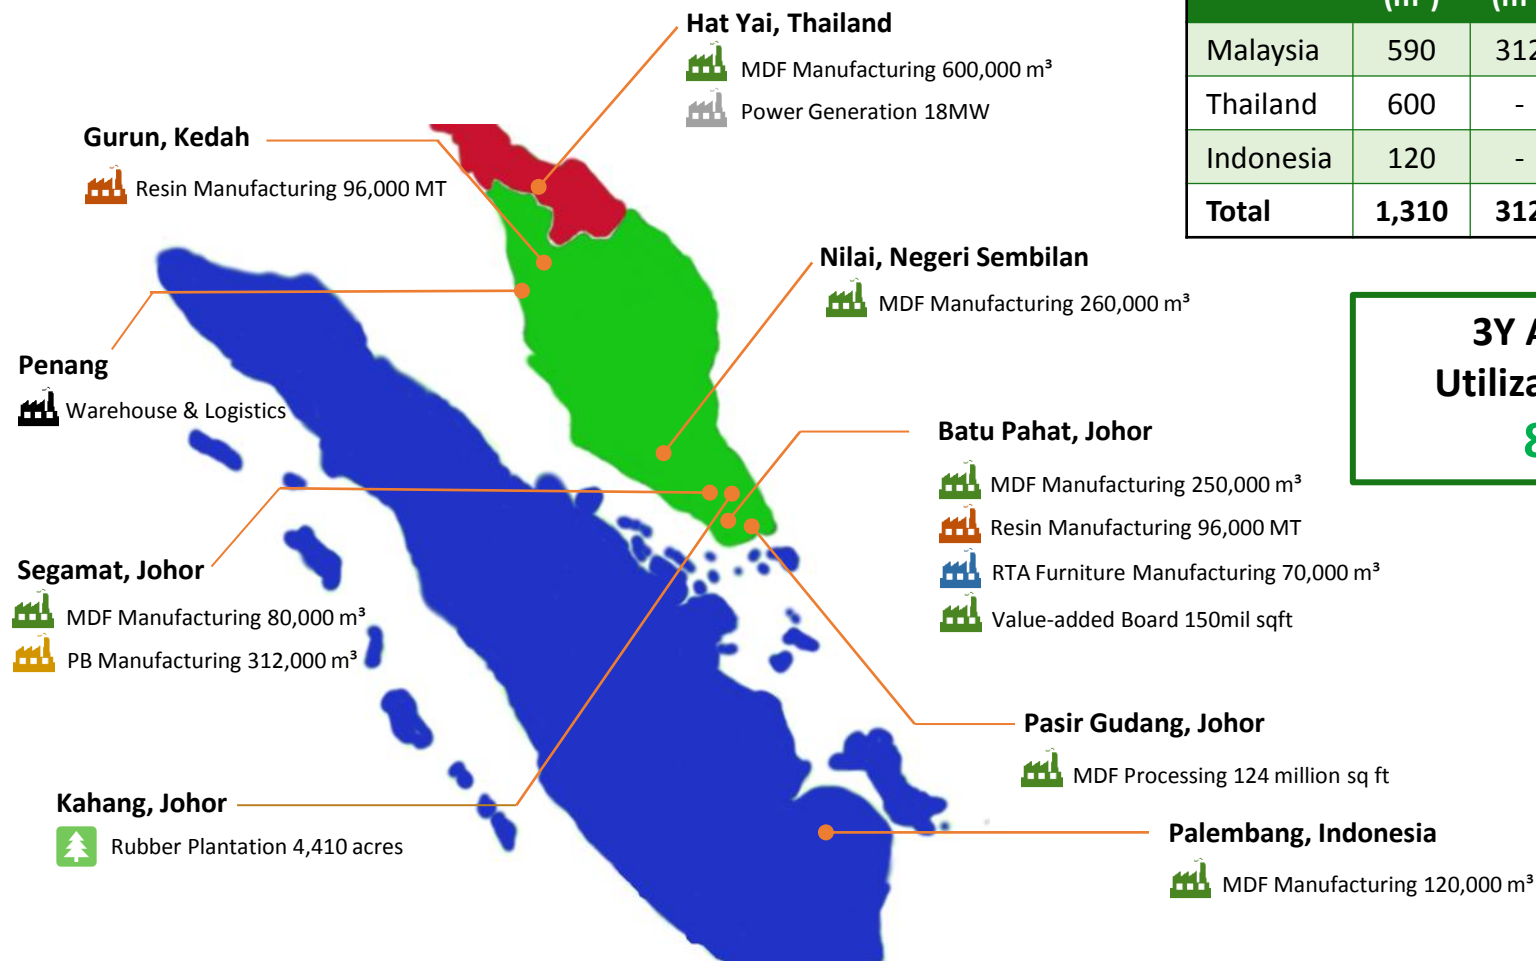 Hat Yai, Thailand
MDF Manufacturing 600,000 m³
Power Generation 18MW
Malaysia 590
Thailand 600 -
Indonesia 120 -
Total 1,310
Gurun, Kedah
Resin Manufacturing 96,000 MT
Nilai, Negeri Sembilan
MDF Manufacturing 260,000 m³
3Y
Penang
Warehouse & Logistics
Batu Pahat, Johor
MDF Manufacturing 250,000 m³
Resin Manufacturing 96,000 MT
RTA Furniture Manufacturing 70,000 m³
Value-added Board 150mil sqft
Segamat, Johor
MDF Manufacturing 80,000 m³
PB Manufacturing 312,000 m³
Pasir Gudang, Johor
MDF Processing 124 million sq ft
Kahang, Johor
Rubber Plantation 4,410 acres
Palembang, Indonesia
MDF Manufacturing 120,000 m³